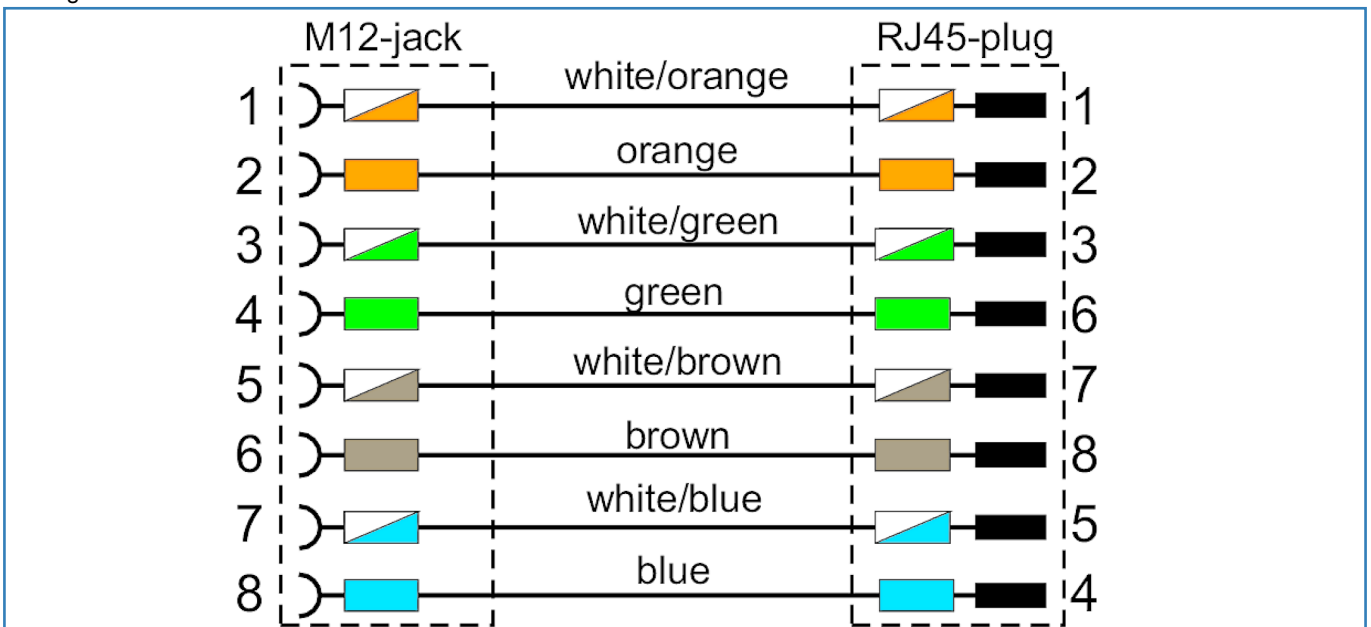 M12-jack RJ45-plug
1 white/orange 1
2 orange 2
3 white/green 3
4 green 6
5 white/brown 7
6 brown 8
7 white/blue 5
8 blue 4